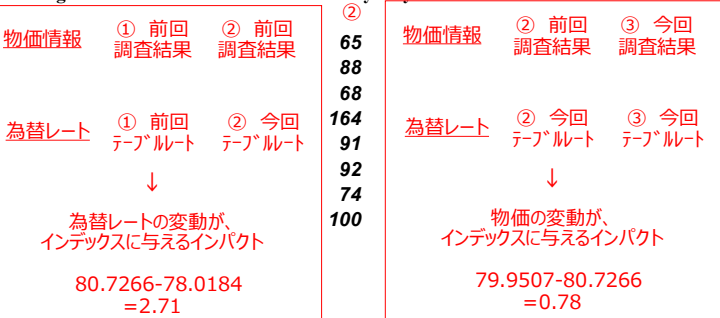 ②
物価情報 ① 前回 ② 前回
調査結果 調査結果
為替レート ① 前回 ② 今回
ﾃｰﾌﾞﾙﾚｰﾄ ﾃｰﾌﾞﾙﾚｰﾄ
↓
為替レートの変動が、
インデックスに与えるインパクト
80.7266-78.0184
=2.71
65
88
68
164
91
92
74
100
物価情報 ② 前回 ③ 今回
調査結果 調査結果
為替レート ② 今回 ③ 今回
ﾃｰﾌﾞﾙﾚｰﾄ ﾃｰﾌﾞﾙﾚｰﾄ
↓
物価の変動が、
インデックスに与えるインパクト
79.9507-80.7266
=0.78